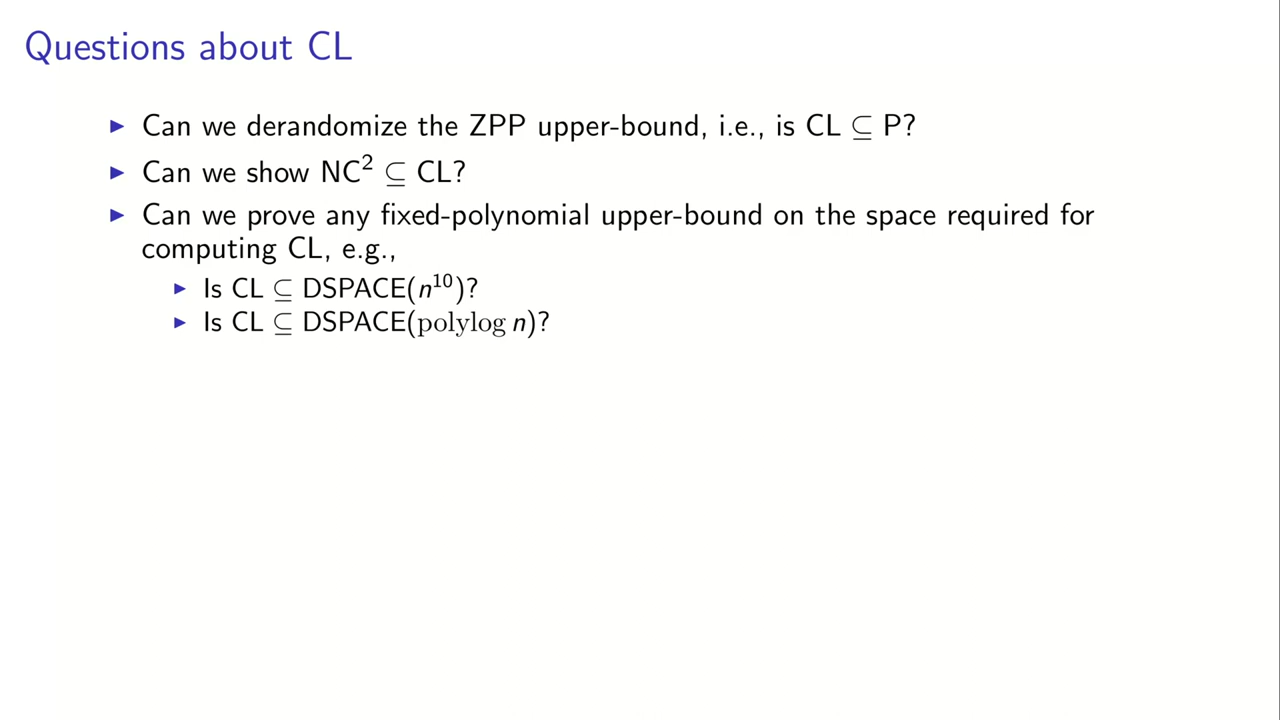 Questions about CL
▶ Can we derandomize the ZPP upper-bound, i.e., is CL ⊆ P?
▶ Can we show NC² ⊆ CL?
▶ Can we prove any fixed-polynomial upper-bound on the space required for
computing CL, e.g.,
▶ Is CL ⊆ DSPACE(n¹⁰)?
▶ Is CL ⊆ DSPACE(polylog n)?